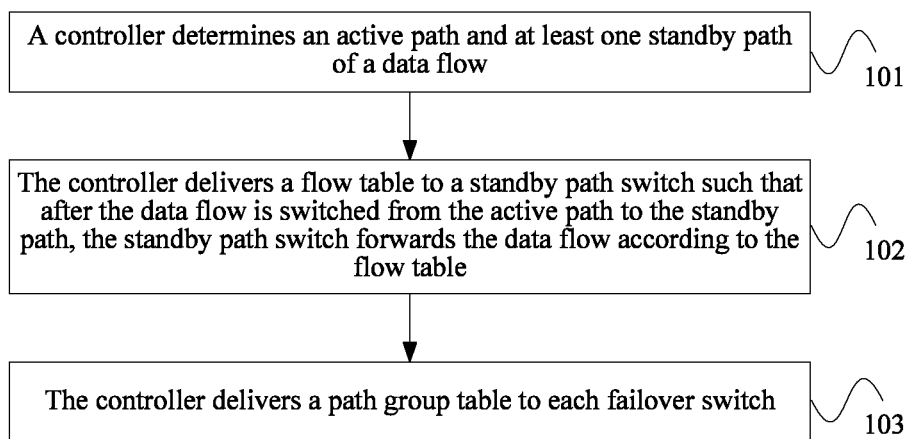 A controller determines an active path and at least one standby path
of a data flow
101
The controller delivers a flow table to a standby path switch such that
after the data flow is switched from the active path to the standby
path, the standby path switch forwards the data flow according to the
flow table
102
The controller delivers a path group table to each failover switch
103